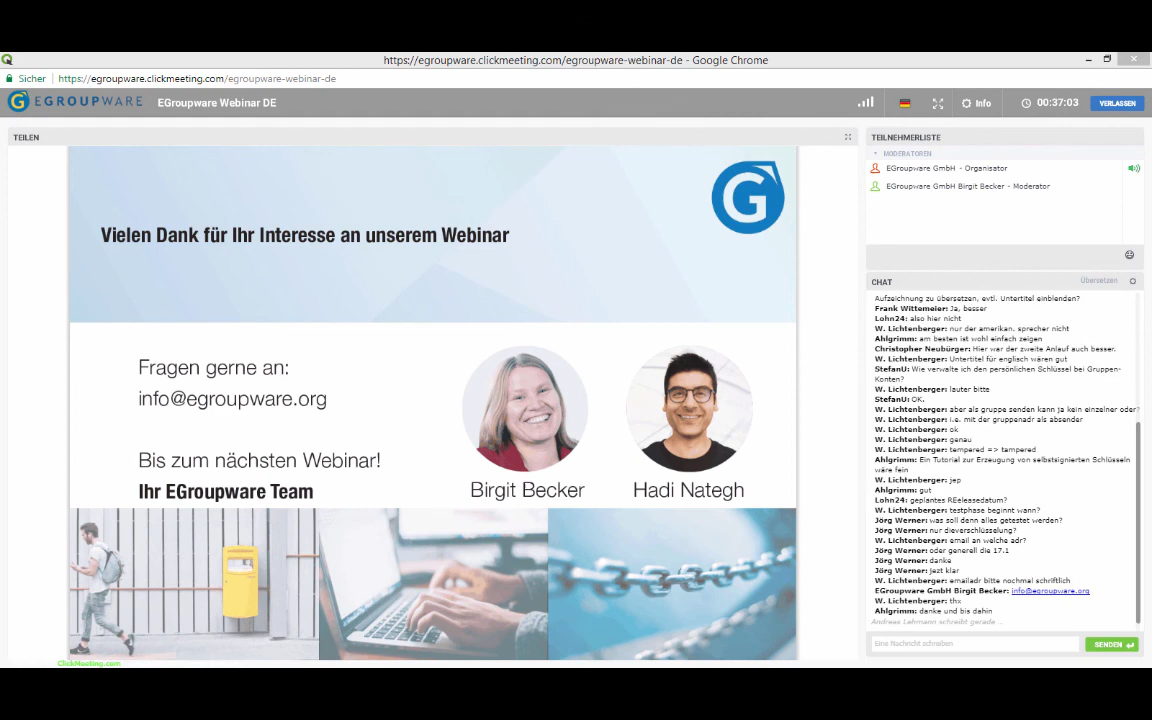 https://egroupware.clickmeeting.com/egroupware-webinar-de - Google Chrome
Sicher | https://egroupware.clickmeeting.com/egroupware-webinar-de
EGROUPWARE EGroupware Webinar DE
Info 00:37:03 VERLASSEN
TEILEN
Vielen Dank für Ihr Interesse an unserem Webinar
G
Fragen gerne an:
info@egroupware.org
Bis zum nächsten Webinar!
Ihr EGroupware Team
Birgit Becker Hadi Nategh
ClickMeeting.com
TEILNEHMERLISTE
MODERATOREN
EGroupware GmbH - Organisator
EGroupware GmbH Birgit Becker - Moderator
CHAT Übersetzen
Aufzeichnung zu übersetzen, evtl. Untertitel einblenden?
Frank Wittemeier: Ja, besser
Lohn24: also hier nicht
W. Lichtenberger: nur der amerikan. sprecher nicht
Ahlgrimm: am besten ist wohl einfach zeigen
Christopher Neubürger: Hier war der zweite Anlauf auch besser.
W. Lichtenberger: Untertitel für englisch wären gut
StefanU: Wie verwalte ich den persönlichen Schlüssel bei Gruppen-
Konten?
W. Lichtenberger: lauter bitte
StefanU: OK.
W. Lichtenberger: aber als gruppe senden kann ja kein einzelner oder?
W. Lichtenberger: i.e. mit der gruppenadr als absender
W. Lichtenberger: ok
W. Lichtenberger: genau
W. Lichtenberger: tempered => tampered
Ahlgrimm: Ein Tutorial zur Erzeugung von selbstsignierten Schlüsseln
wäre fein
W. Lichtenberger: jep
Ahlgrimm: gut
Lohn24: geplantes REeleasedatum?
W. Lichtenberger: testphase beginnt wann?
Jörg Werner: was soll denn alles getestet werden?
Jörg Werner: nur dieverschlüsselung?
W. Lichtenberger: email an welche adr?
Jörg Werner: oder generell die 17.1
Jörg Werner: danke
Jörg Werner: jezt klar
W. Lichtenberger: emailadr bitte nochmal schriftlich
EGroupware GmbH Birgit Becker: info@egroupware.org
W. Lichtenberger: thx
Ahlgrimm: danke und bis dahin
Andreas Lehmann schreibt gerade ...
Eine Nachricht schreiben SENDEN